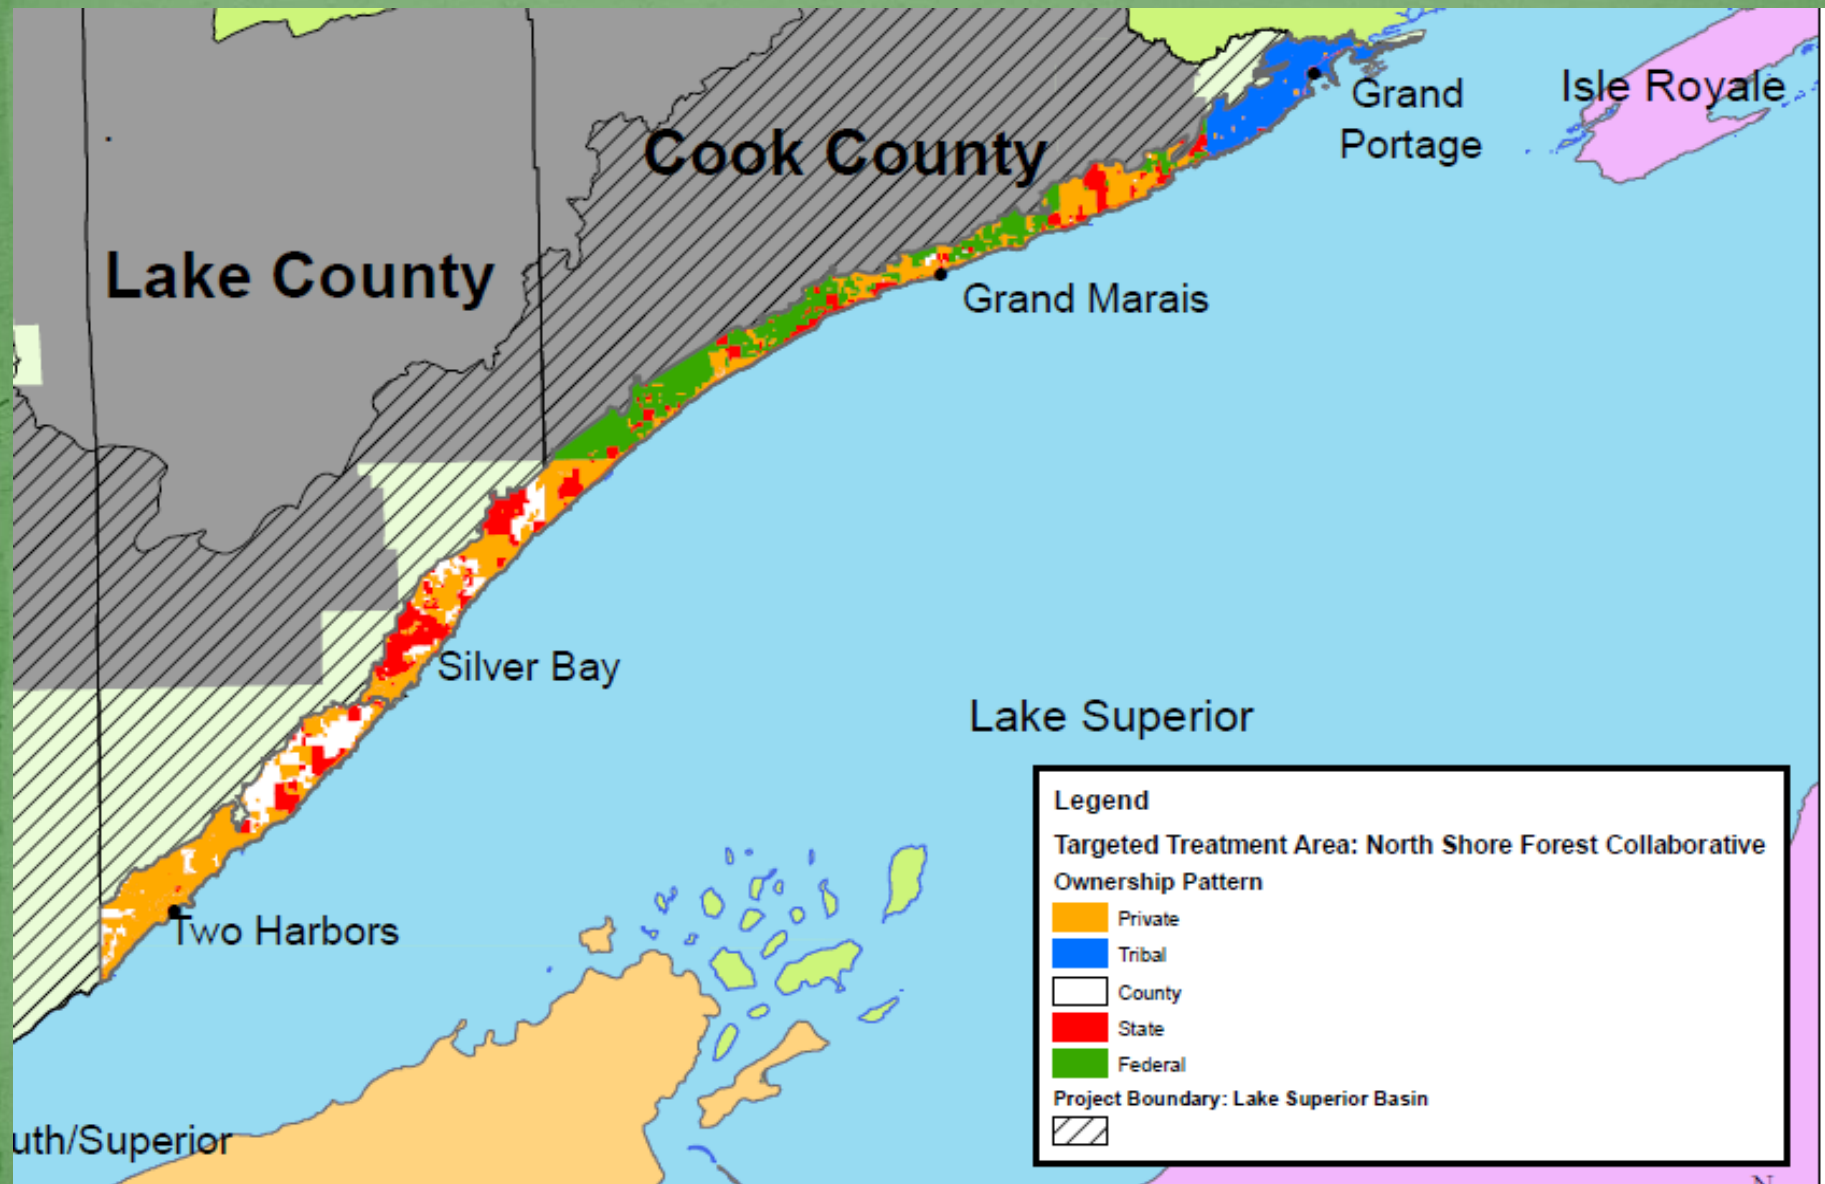 Isle Royale
Grand
Portage
Cook County
Lake County
Grand Marais
Silver Bay
Lake Superior
Two Harbors
uth/Superior
Legend
Targeted Treatment Area: North Shore Forest Collaborative
Ownership Pattern
Private
Tribal
County
State
Federal
Project Boundary: Lake Superior Basin
N